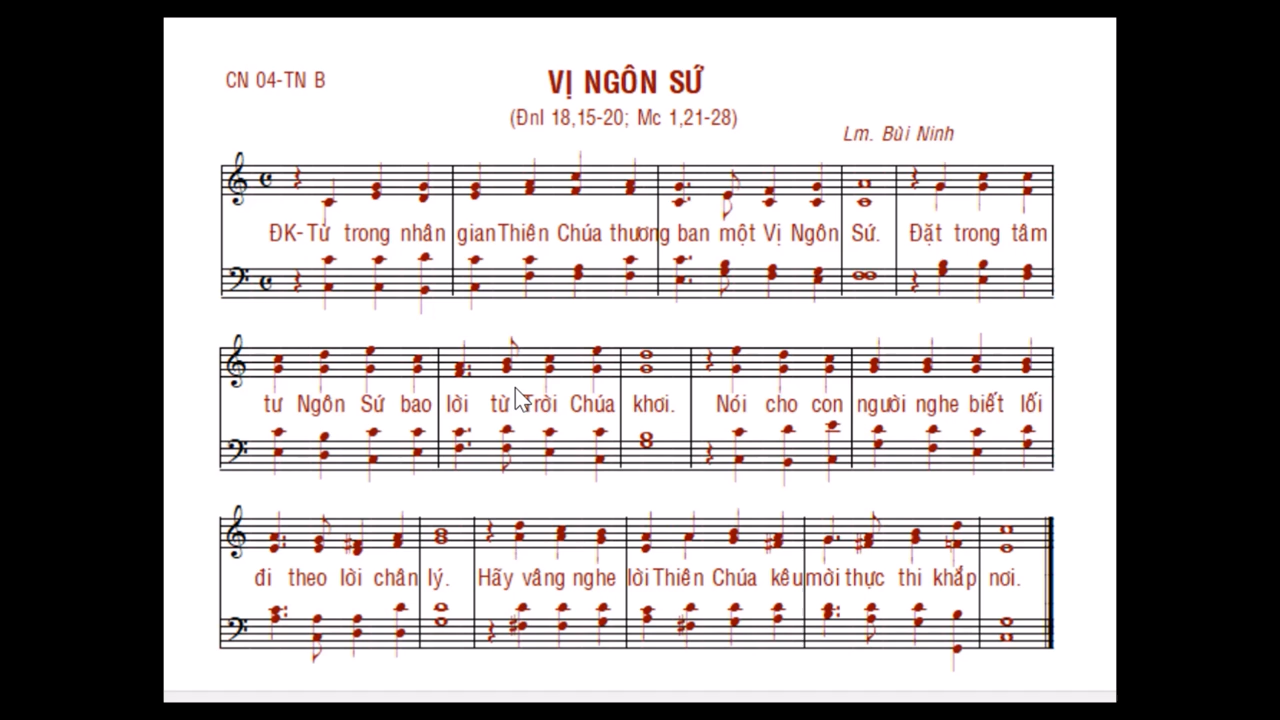 CN 04-TN B
VỊ NGÔN SỨ
(Đnl 18,15-20; Mc 1,21-28)
Lm. Bùi Ninh
ĐK-Từ trong nhân gian Thiên Chúa thương ban một Vị Ngôn Sứ. Đặt trong tâm
tư Ngôn Sứ bao lời từ Trời Chúa khơi. Nói cho con người nghe biết lối
đi theo lời chân lý. Hãy vâng nghe lời Thiên Chúa kêu mời thực thi khắp nơi.